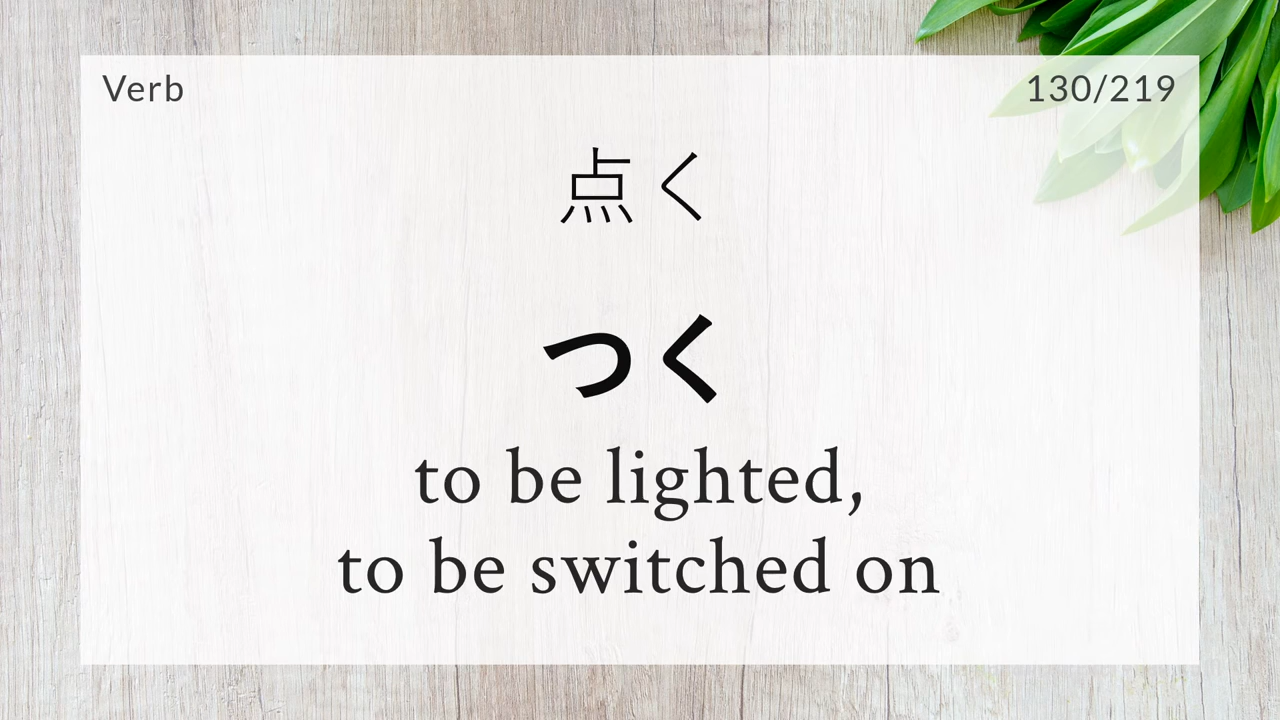 Verb
130/219
点く
つく
to be lighted,
to be switched on